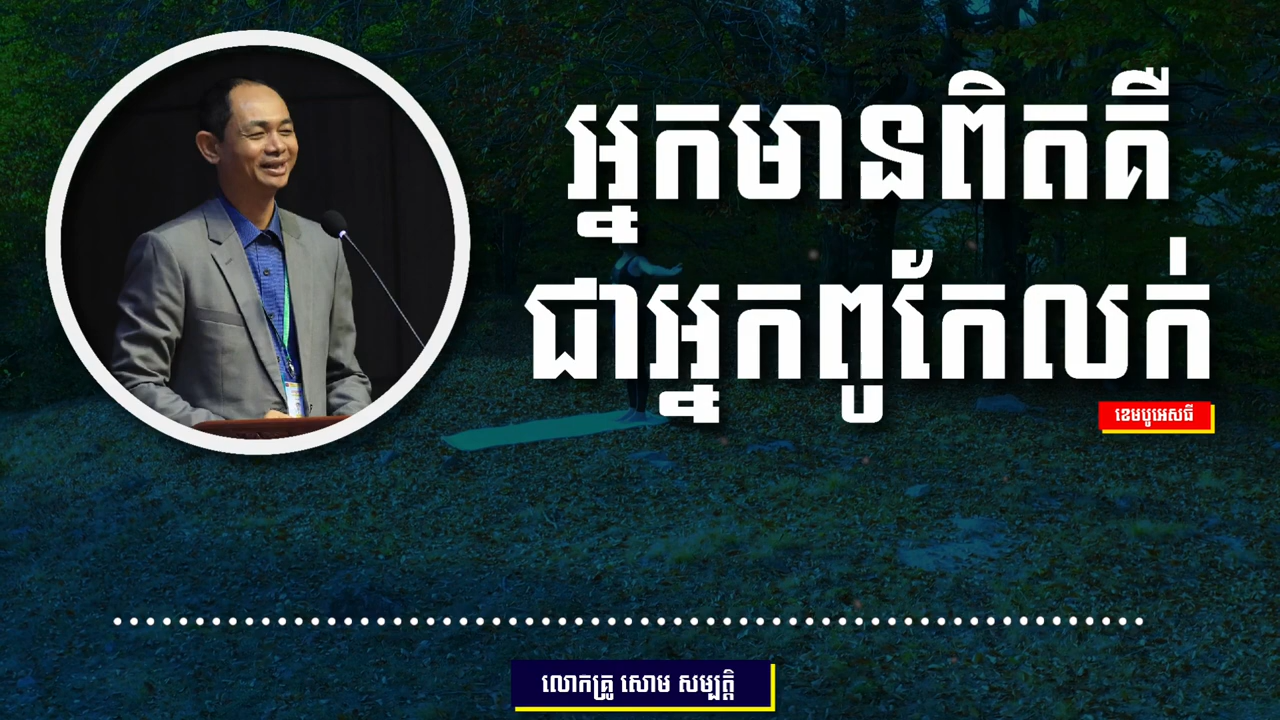 អ្នកមានពិតគឺ
ជាអ្នកពូកែលក់
ខេមបូអេសធី
លោកគ្រូ សោម សម្បត្តិ